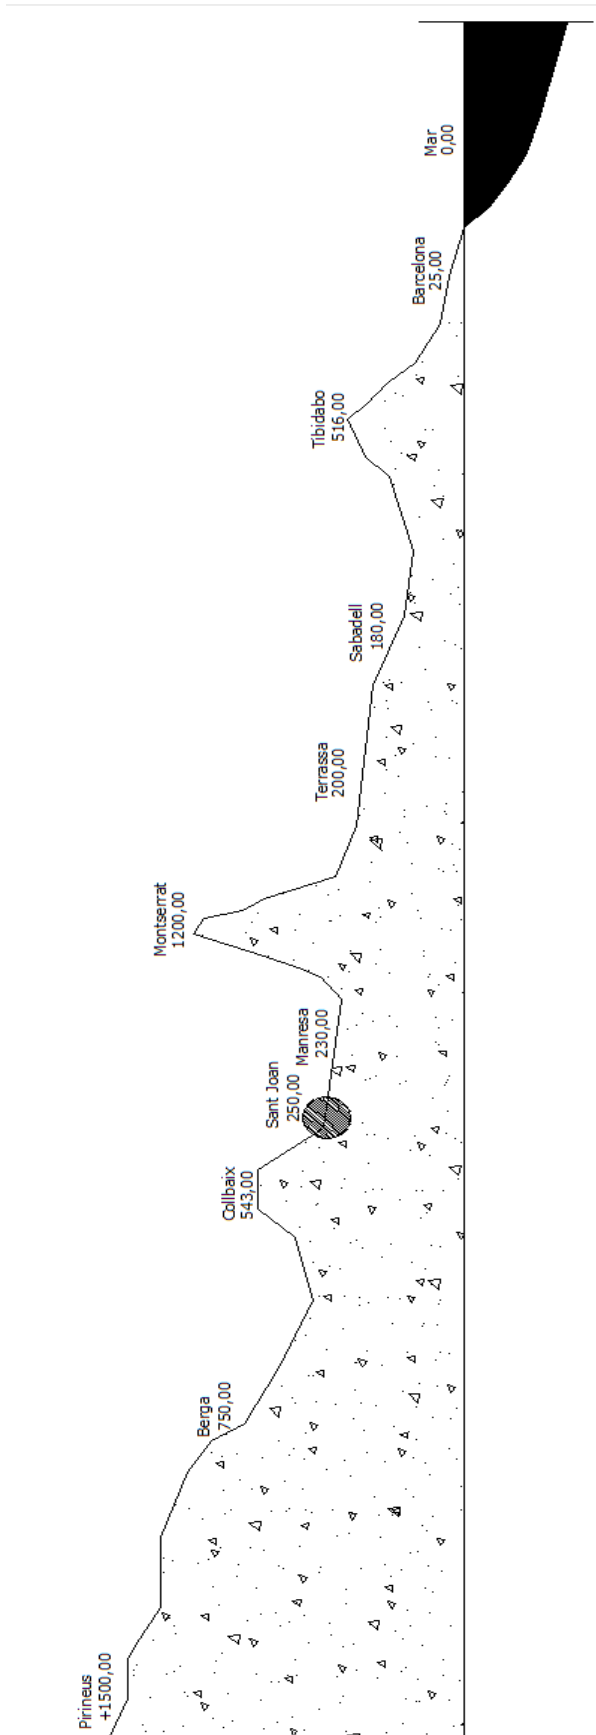 Pirineus
+1500,00
Berga
750,00
Collbaix
543,00
Sant Joan
250,00
Manresa
230,00
Montserrat
1200,00
Terrassa
200,00
Sabadell
180,00
Tibidabo
516,00
Barcelona
25,00
Mar
0,00